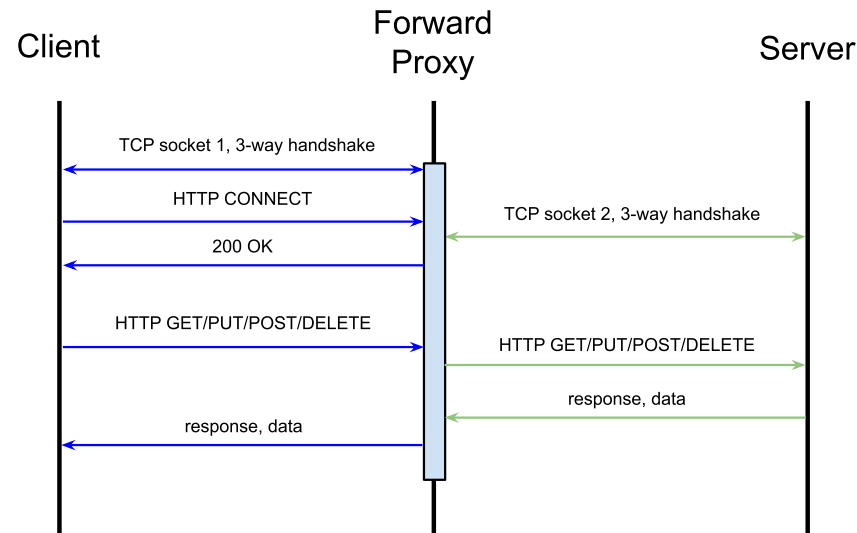 Client
Forward
Proxy
Server
TCP socket 1, 3-way handshake
HTTP CONNECT
TCP socket 2, 3-way handshake
200 OK
HTTP GET/PUT/POST/DELETE
HTTP GET/PUT/POST/DELETE
response, data
response, data